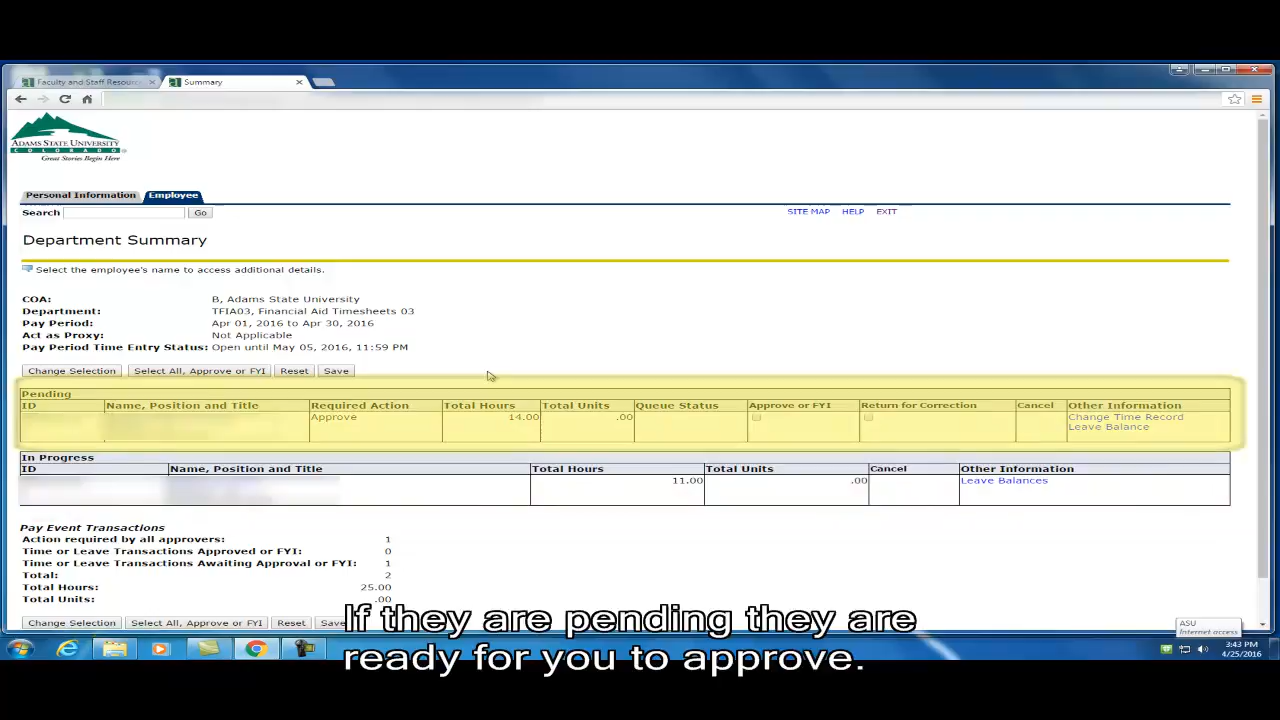 Faculty and Staff Resour
Summary
ADAMS STATE UNIVERSITY
COLORADO
Great Stories Begin Here
Personal Information
Employee
Search
Go
SITE MAP HELP EXIT
Department Summary
Select the employee's name to access additional details.
COA: B, Adams State University
Department: TFIA03, Financial Aid Timesheets 03
Pay Period: Apr 01, 2016 to Apr 30, 2016
Act as Proxy: Not Applicable
Pay Period Time Entry Status: Open until May 05, 2016, 11:59 PM
Change Selection Select All, Approve or FYI Reset Save
Pending
ID Name, Position and Title Required Action Total Hours Total Units Queue Status Approve or FYI Return for Correction Cancel Other Information
Approve 14.00 .00 Change Time Record
Leave Balance
In Progress
ID Name, Position and Title Total Hours Total Units Cancel Other Information
11.00 .00 Leave Balances
Pay Event Transactions
Action required by all approvers: 1
Time or Leave Transactions Approved or FYI: 0
Time or Leave Transactions Awaiting Approval or FYI: 1
Total: 2
Total Hours: 25.00
Total Units: .00
Change Selection Select All, Approve or FYI Reset Save
If they are pending they are
ready for you to approve.
ASU
Internet access
3:43 PM
4/25/2016